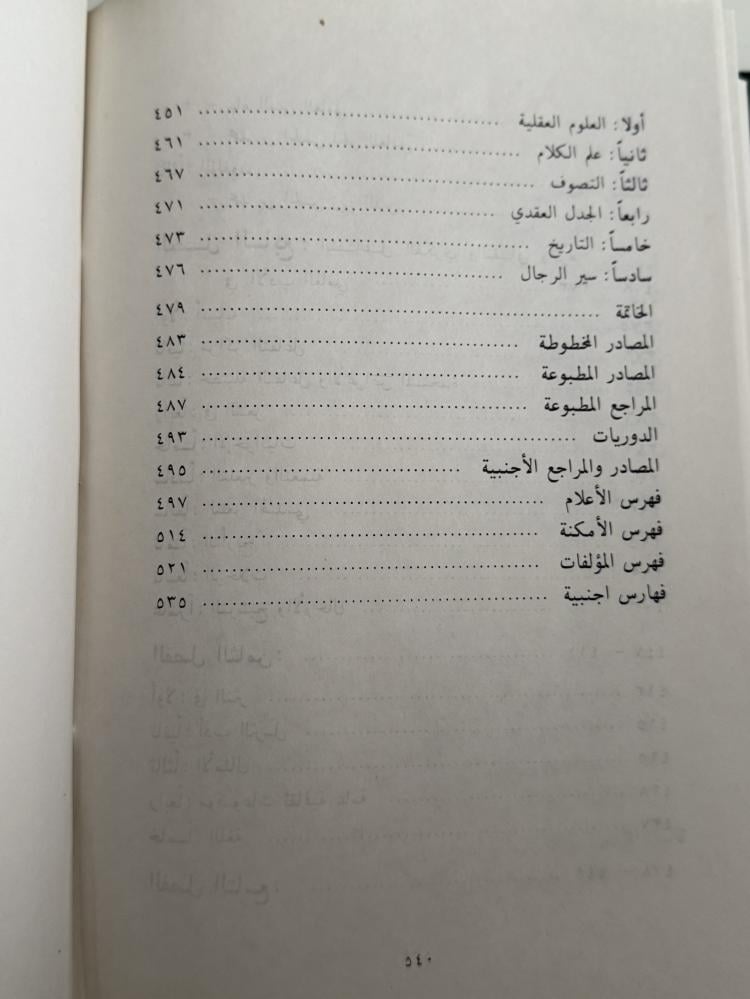 أولا: العلوم العقلية ........ ٤٥١
ثانياً: علم الكلام ........ ٤٦١
ثالثاً: التصوف ........ ٤٦٧
رابعاً: الجدل العقدي ........ ٤٧١
خامساً: التاريخ ........ ٤٧٣
سادساً: سير الرجال ........ ٤٧٦
الخاتمة ........ ٤٧٩
المصادر المخطوطة ........ ٤٨٣
المصادر المطبوعة ........ ٤٨٤
المراجع المطبوعة ........ ٤٨٧
الدوريات ........ ٤٩٣
المصادر والمراجع الأجنبية ........ ٤٩٥
فهرس الأعلام ........ ٤٩٧
فهرس الأمكنة ........ ٥١٤
فهرس المؤلفات ........ ٥٢١
فهارس اجنبية ........ ٥٣٥
٥٤٠